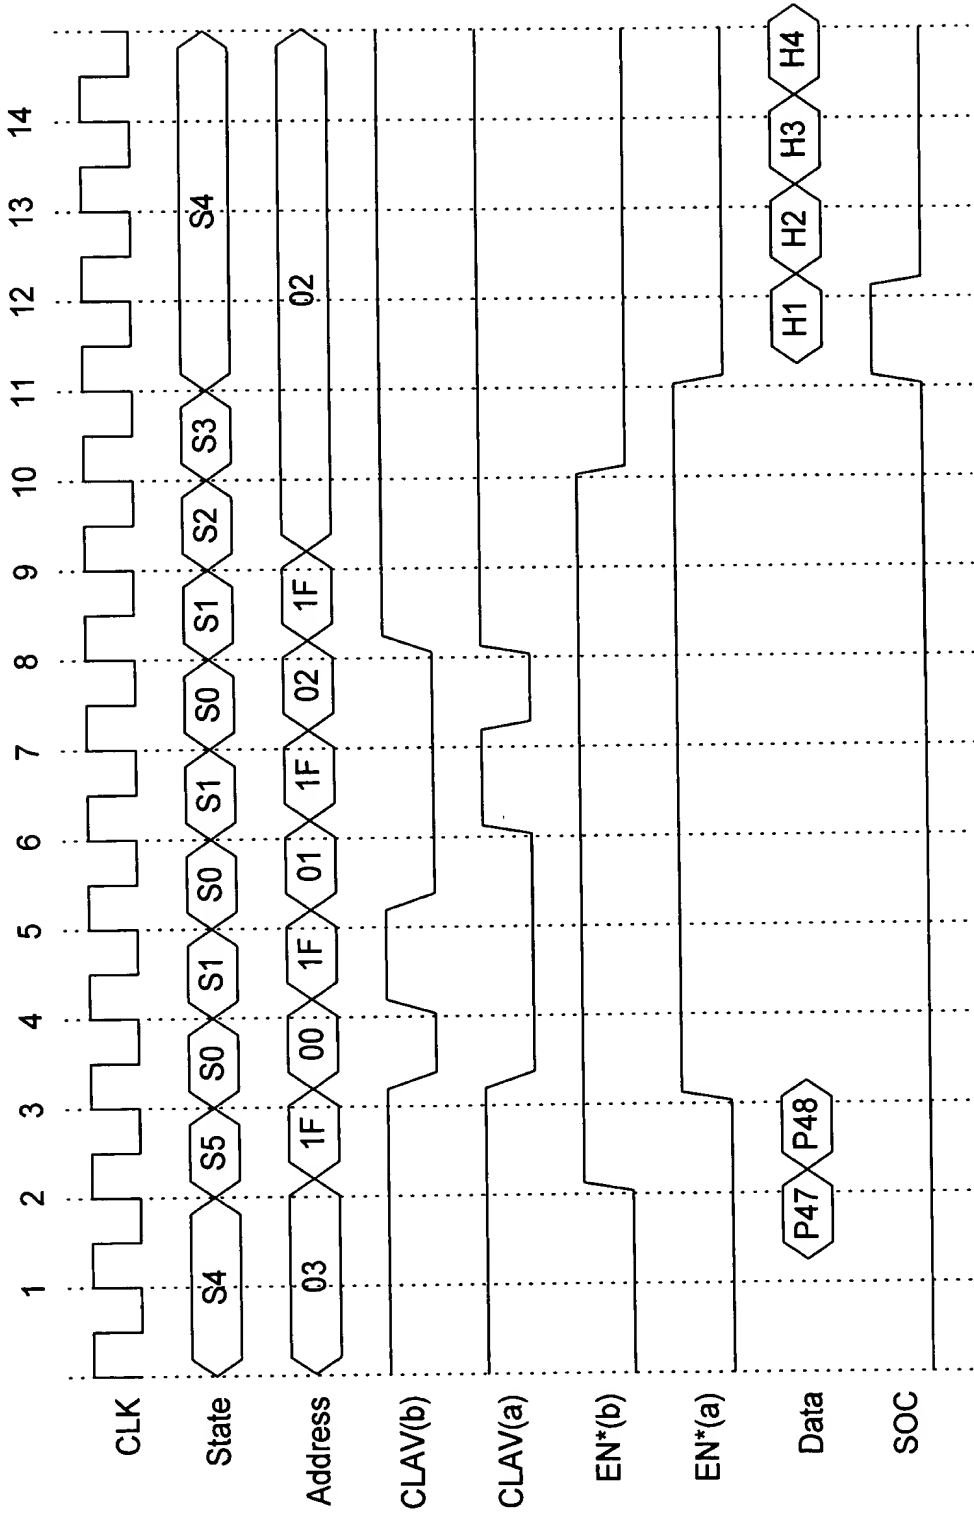 1 2 3 4 5 6 7 8 9 10 11 12 13 14
CLK
State S4 S5 S0 S1 S0 S1 S0 S1 S2 S3 S4
Address 03 1F 00 1F 01 1F 02 1F 02
CLAV(b)
CLAV(a)
EN*(b)
EN*(a)
Data P47 P48 H1 H2 H3 H4
SOC